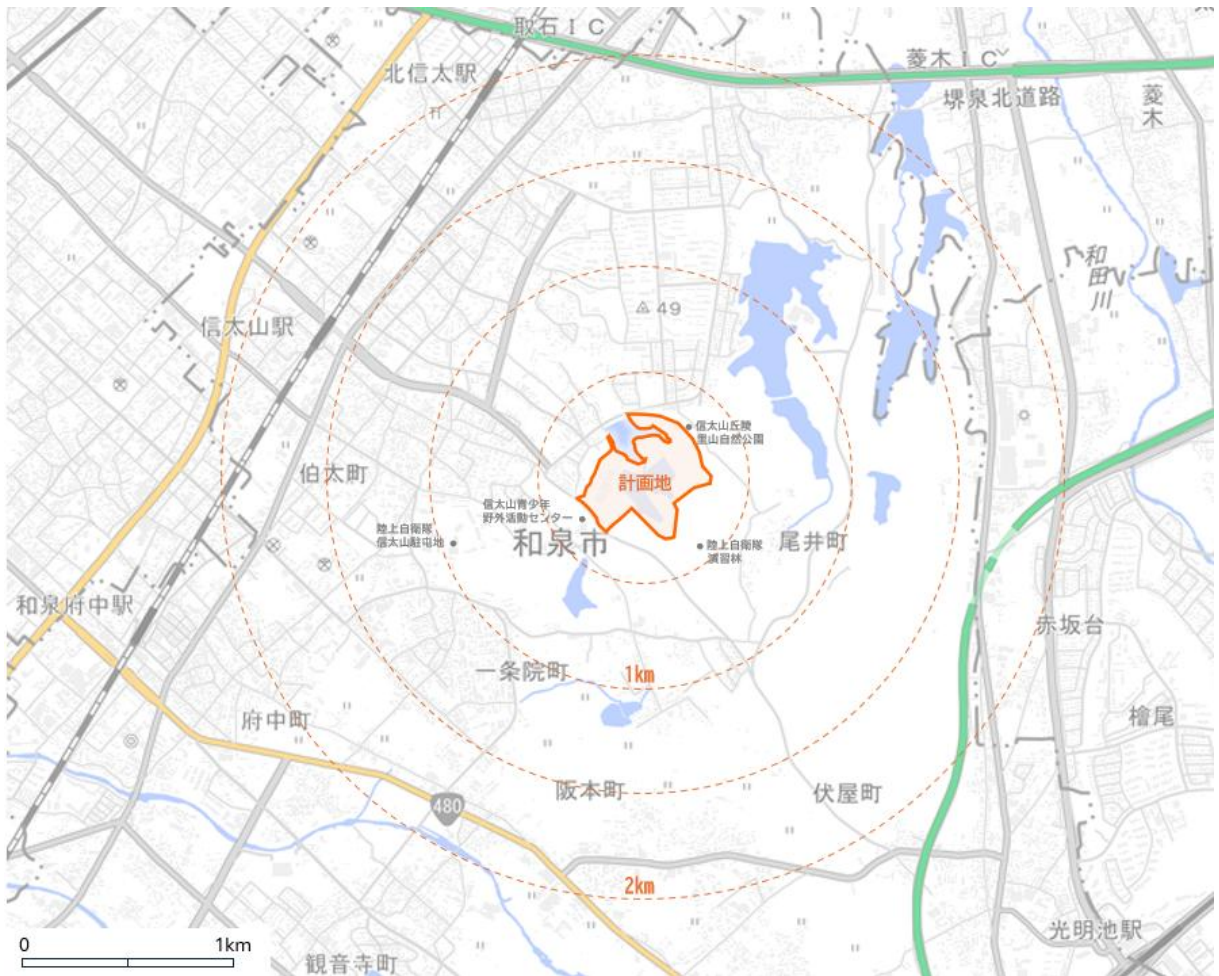 取石ＩＣ
菱木ＩＣ
北信太駅
堺泉北道路
菱木
和田川
49
信太山駅
信太山丘陵
里山自然公園
伯太町
計画地
信太山青少年
野外活動センター
陸上自衛隊
信太山駐屯地
和泉市
陸上自衛隊
演習林
尾井町
和泉府中駅
赤坂台
1km
一条院町
府中町
檜尾
阪本町
伏屋町
480
2km
光明池駅
0
1km
観音寺町